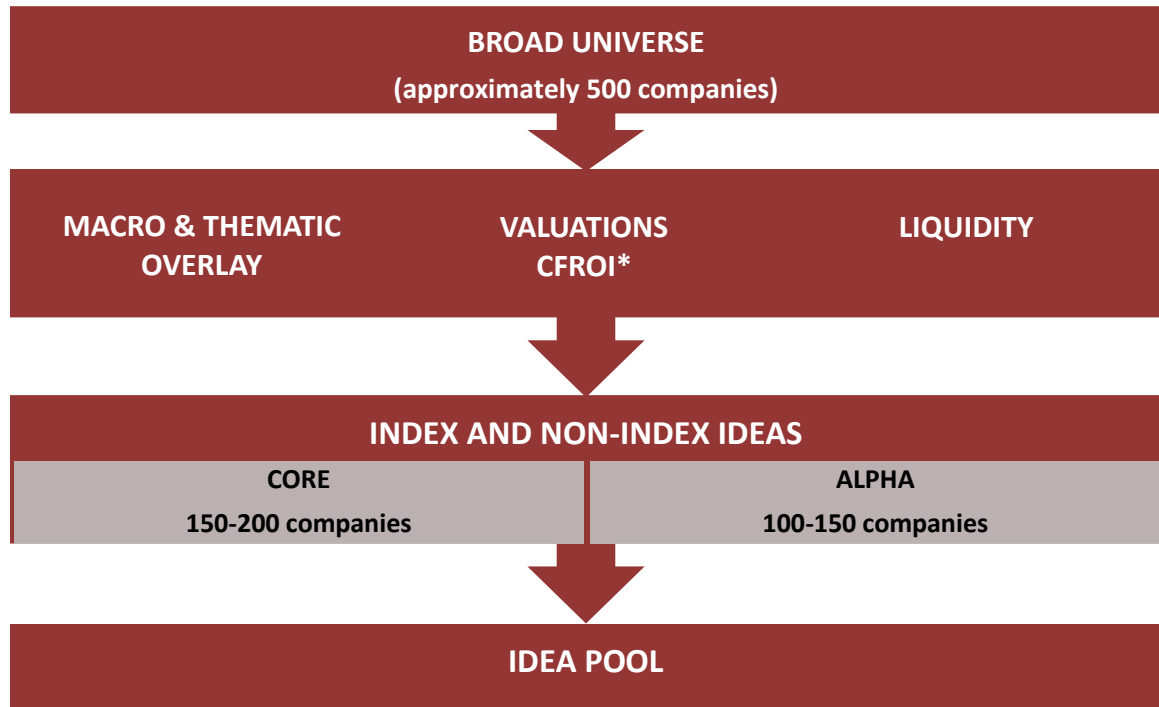 BROAD UNIVERSE
(approximately 500 companies)
MACRO & THEMATIC
OVERLAY
VALUATIONS
CFROI*
LIQUIDITY
INDEX AND NON-INDEX IDEAS
CORE
150-200 companies
ALPHA
100-150 companies
IDEA POOL